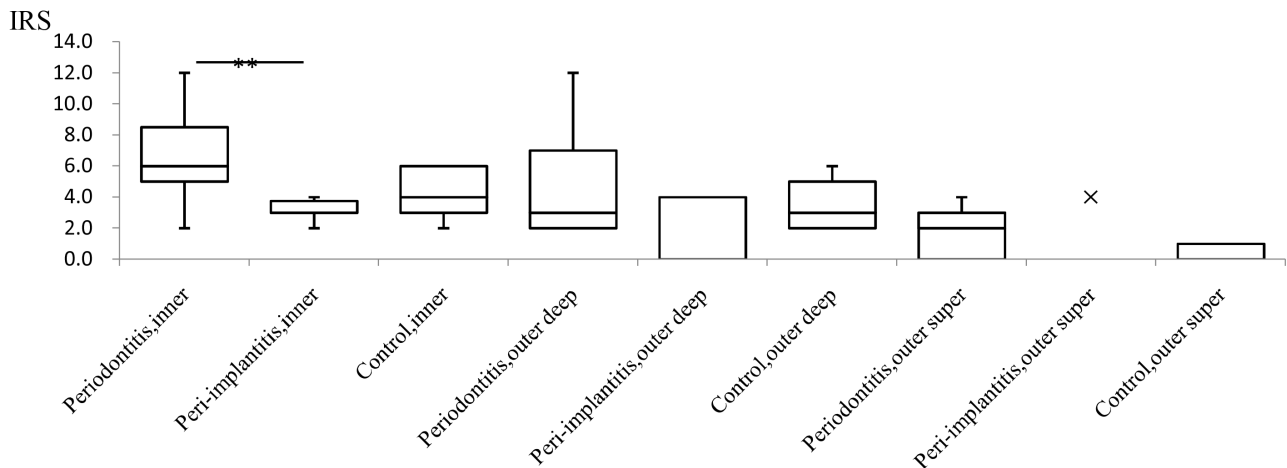 IRS
14.0
12.0
10.0
8.0
6.0
4.0
2.0
0.0
**
Periodontitis,inner
Peri-implantitis,inner
Control,inner
Periodontitis,outer deep
Peri-implantitis,outer deep
Control,outer deep
Periodontitis,outer super
Peri-implantitis,outer super
Control,outer super